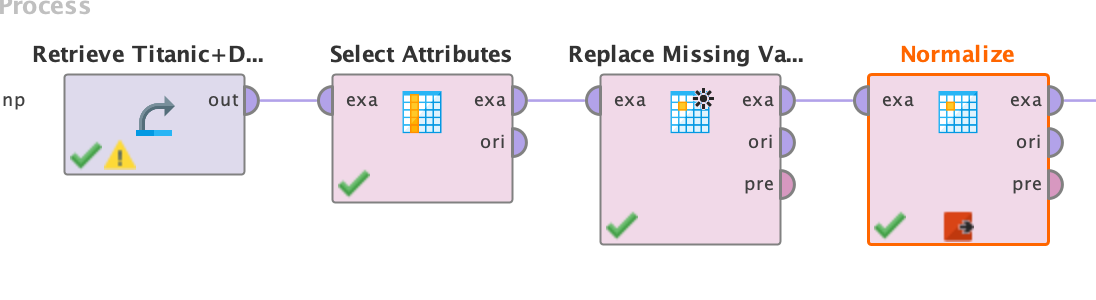 Process
Retrieve Titanic+D...
Select Attributes
Replace Missing Va...
Normalize
np
out
exa
exa
ori
exa
exa
ori
pre
exa
exa
ori
pre